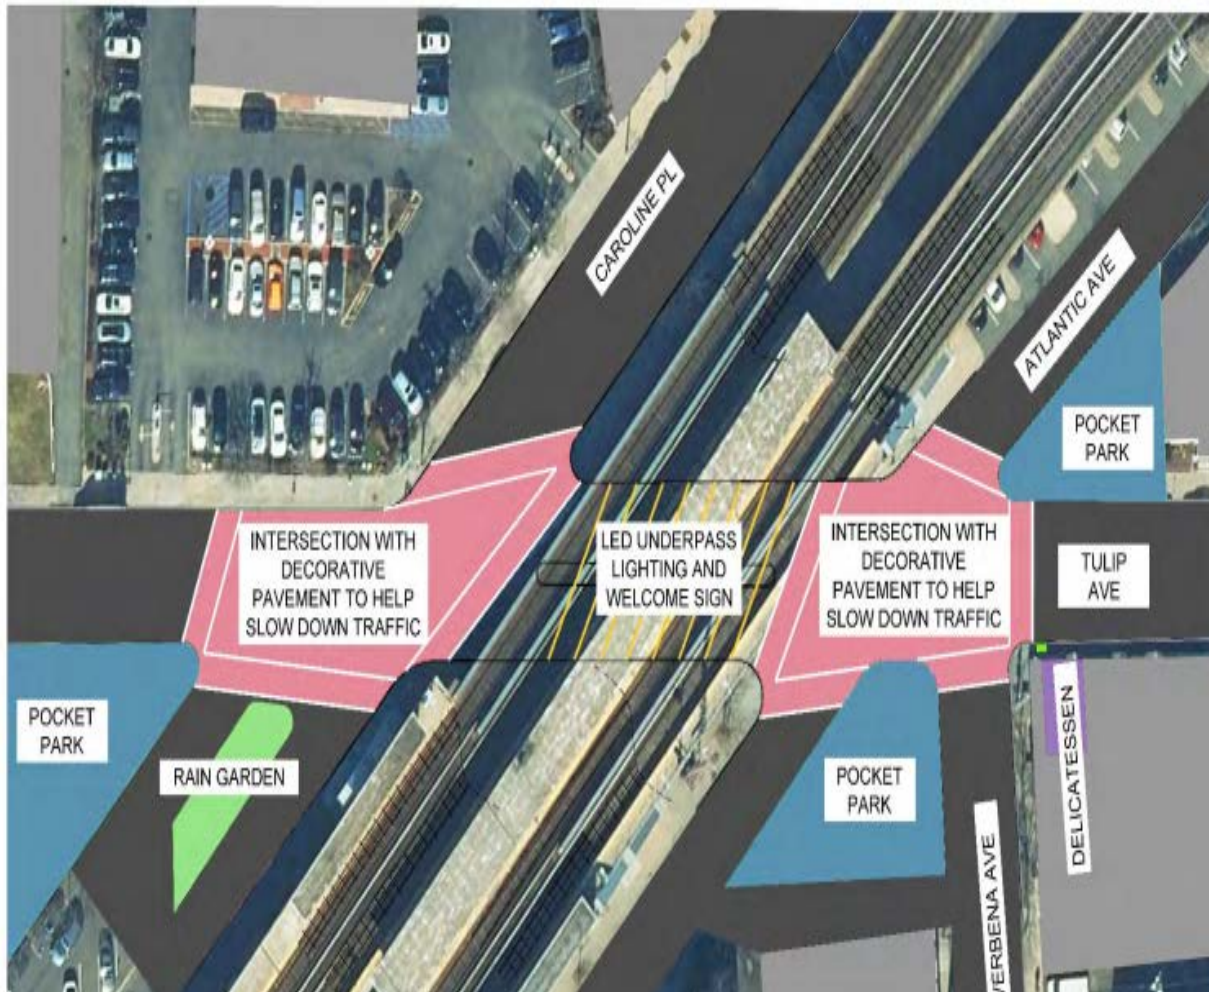 CAROLINE PL
ATLANTIC AVE
POCKET
PARK
INTERSECTION WITH
DECORATIVE
PAVEMENT TO HELP
SLOW DOWN TRAFFIC
LED UNDERPASS
LIGHTING AND
WELCOME SIGN
INTERSECTION WITH
DECORATIVE
PAVEMENT TO HELP
SLOW DOWN TRAFFIC
TULIP
AVE
POCKET
PARK
RAIN GARDEN
POCKET
PARK
DELICATESSEN
VERBENA AVE